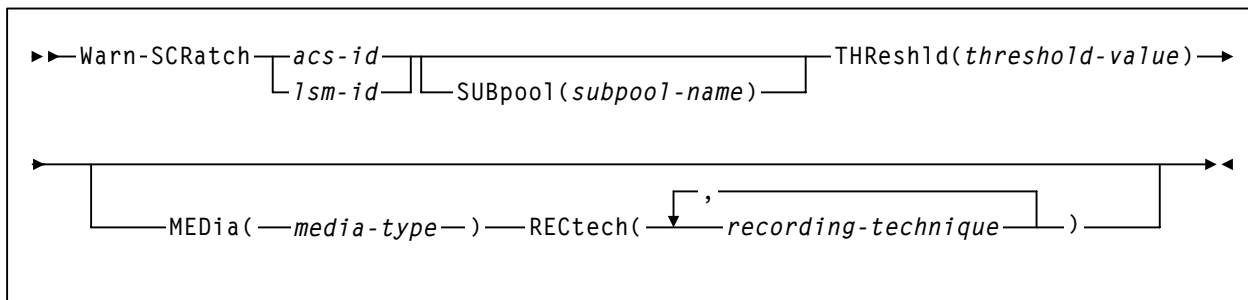 Warn-SCRatch acs-id THReshld(threshold-value)
lsm-id SUBpool(subpool-name)
,
MEDia( media-type ) RECtech( recording-technique )